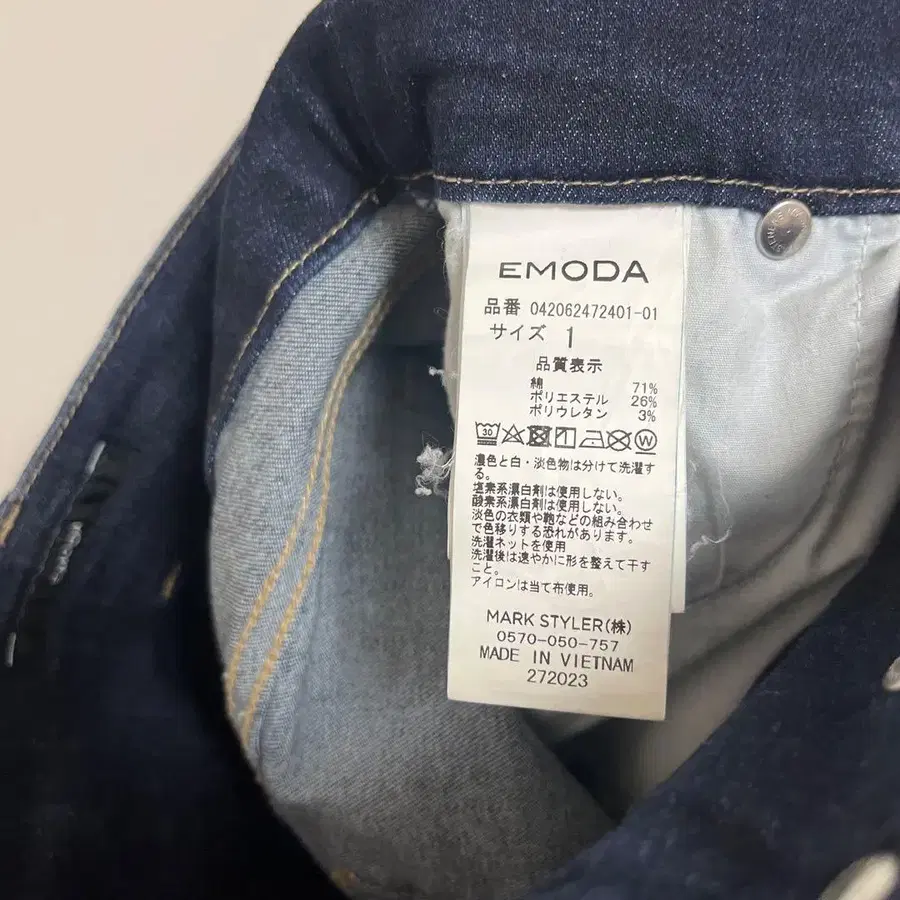 EMODA
品番 042062472401-01
サイズ 1
品質表示
綿 71%
ポリエステル 26%
ポリウレタン 3%
30 W
濃色と白・淡色物は分けて洗濯す
る。
塩素系漂白剤は使用しない。
酸素系漂白剤は使用しない。
淡色の衣類や鞄などの組み合わせ
で色移りする恐れがあります。
洗濯ネットを使用
洗濯後は速やかに形を整えて干す
こと。
アイロンは当て布使用。
MARK STYLER(株)
0570-050-757
MADE IN VIETNAM
272023